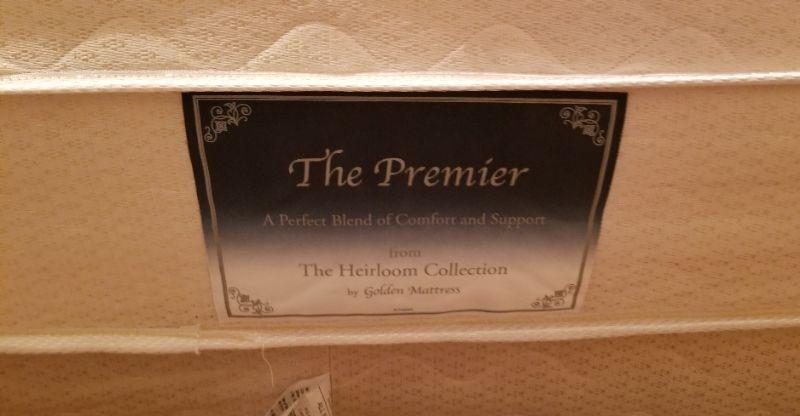 The Premier
A Perfect Blend of Comfort and Support
from
The Heirloom Collection
by Golden Mattress